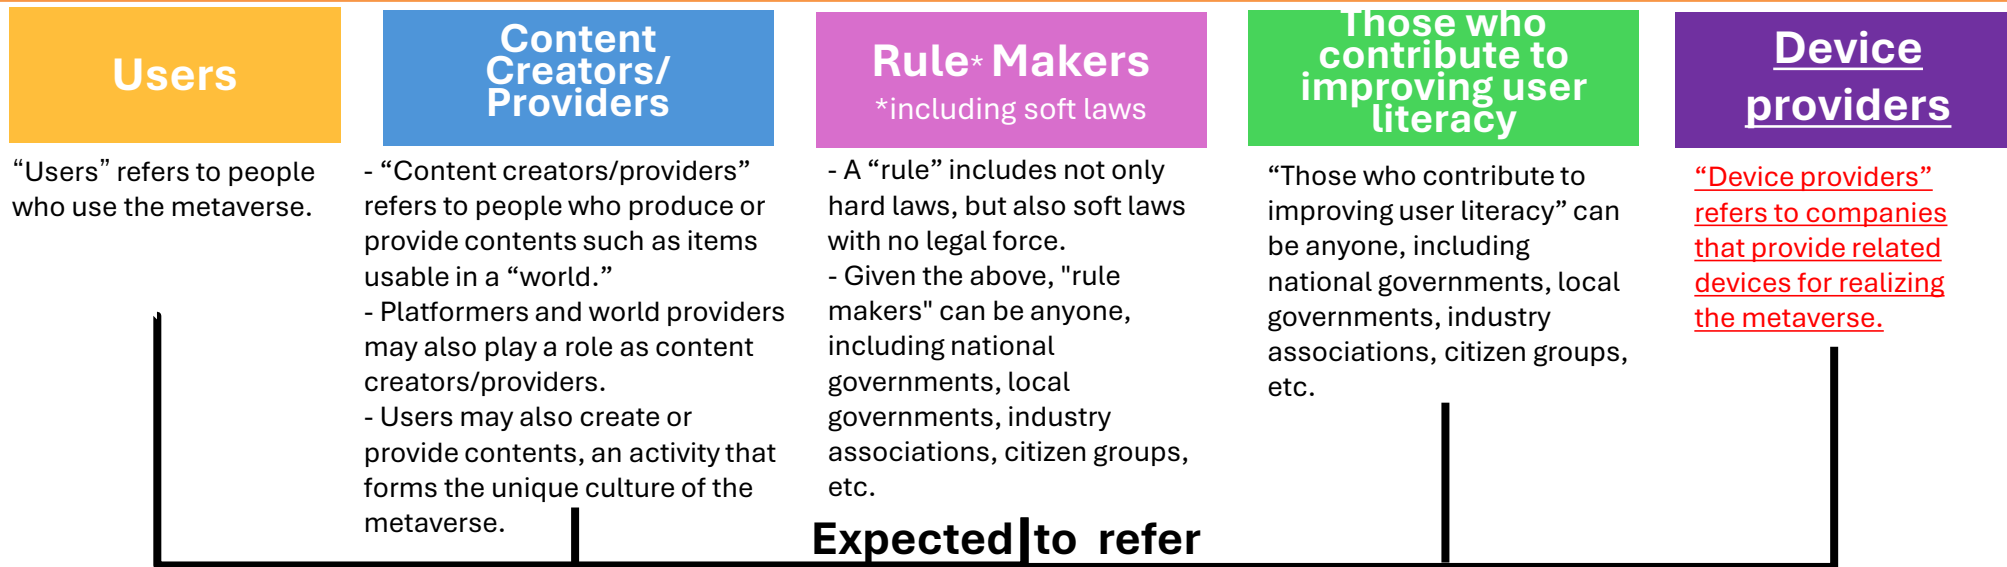 Users
“Users” refers to people
who use the metaverse.
Content
Creators/
Providers
- “Content creators/providers”
refers to people who produce or
provide contents such as items
usable in a “world.”
- Platformers and world providers
may also play a role as content
creators/providers.
- Users may also create or
provide contents, an activity that
forms the unique culture of the
metaverse.
Rule* Makers
*including soft laws
- A “rule” includes not only
hard laws, but also soft laws
with no legal force.
- Given the above, "rule
makers" can be anyone,
including national
governments, local
governments, industry
associations, citizen groups,
etc.
Those who
contribute to
improving user
literacy
“Those who contribute to
improving user literacy” can
be anyone, including
national governments, local
governments, industry
associations, citizen groups,
etc.
Device
providers
“Device providers”
refers to companies
that provide related
devices for realizing
the metaverse.
Expected to refer